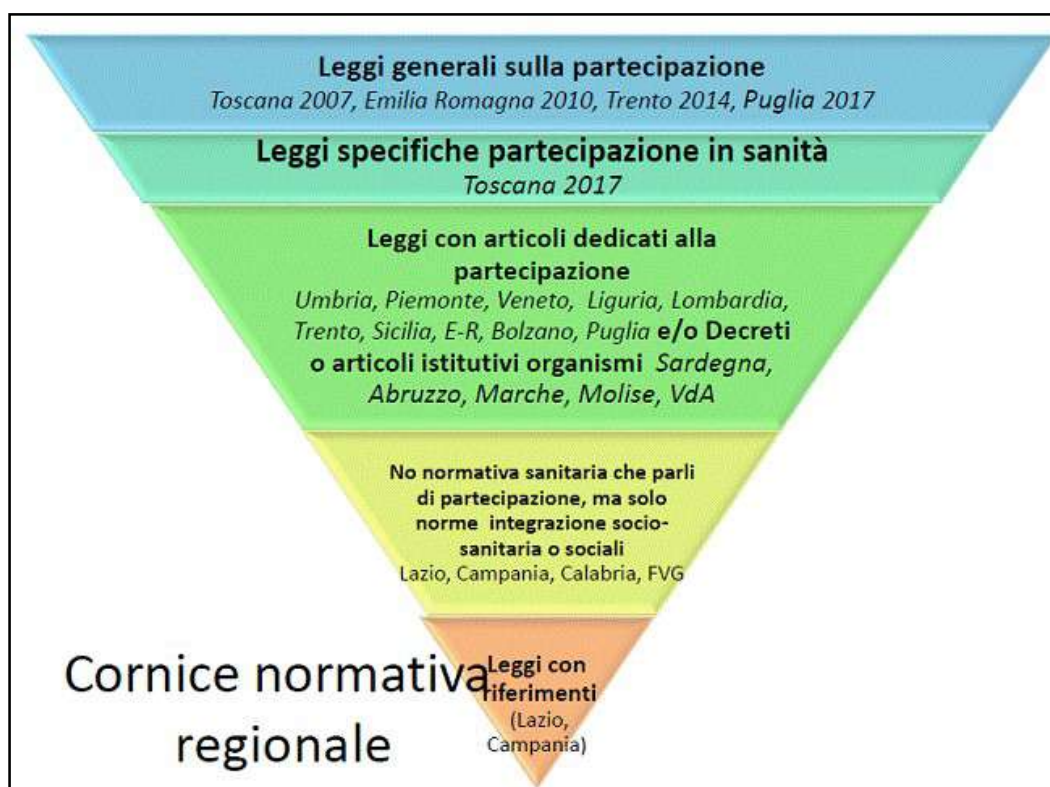 Leggi generali sulla partecipazione
Toscana 2007, Emilia Romagna 2010, Trento 2014, Puglia 2017
Leggi specifiche partecipazione in sanità
Toscana 2017
Leggi con articoli dedicati alla
partecipazione
Umbria, Piemonte, Veneto, Liguria, Lombardia,
Trento, Sicilia, E-R, Bolzano, Puglia e/o Decreti
o articoli istitutivi organismi Sardegna,
Abruzzo, Marche, Molise, VdA
No normativa sanitaria che parli
di partecipazione, ma solo
norme integrazione socio-
sanitaria o sociali
Lazio, Campania, Calabria, FVG
Leggi con
riferimenti
(Lazio,
Campania)
Cornice normativa
regionale